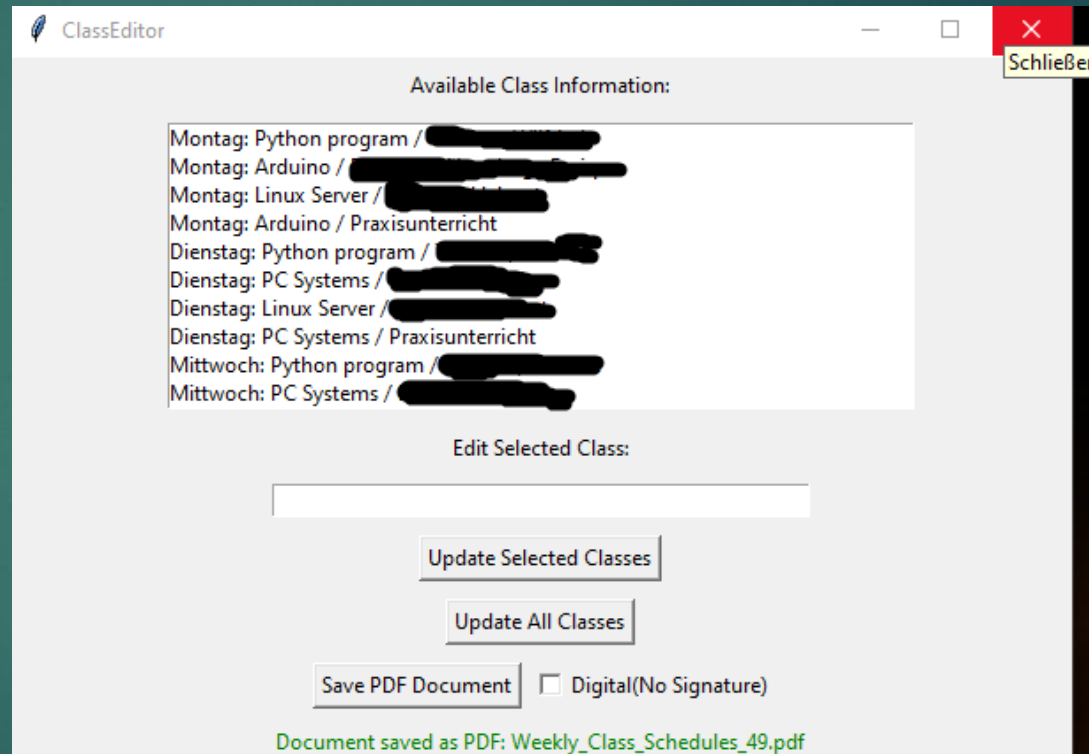 ClassEditor
Schließen
Available Class Information:
Montag: Python program /
Montag: Arduino /
Montag: Linux Server /
Montag: Arduino / Praxisunterricht
Dienstag: Python program /
Dienstag: PC Systems /
Dienstag: Linux Server /
Dienstag: PC Systems / Praxisunterricht
Mittwoch: Python program /
Mittwoch: PC Systems /
Edit Selected Class:
Update Selected Classes
Update All Classes
Save PDF Document Digital(No Signature)
Document saved as PDF: Weekly_Class_Schedules_49.pdf